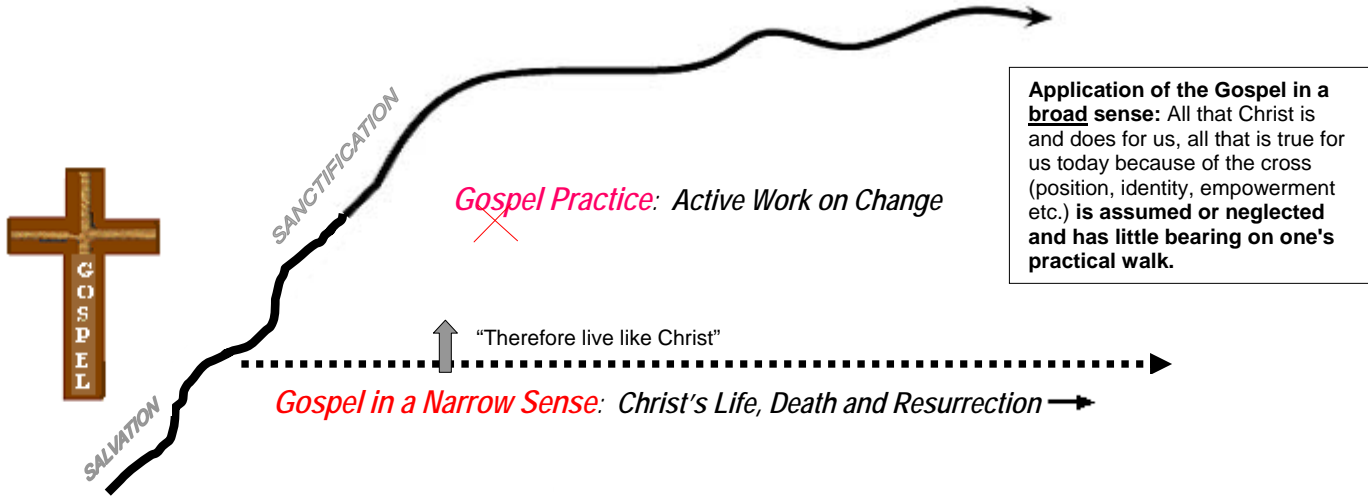 GOSPEL
SALVATION
SANCTIFICATION
Gospel Practice: Active Work on Change
“Therefore live like Christ”
Gospel in a Narrow Sense: Christ’s Life, Death and Resurrection
Application of the Gospel in a
broad sense: All that Christ is
and does for us, all that is true for
us today because of the cross
(position, identity, empowerment
etc.) is assumed or neglected
and has little bearing on one's
practical walk.